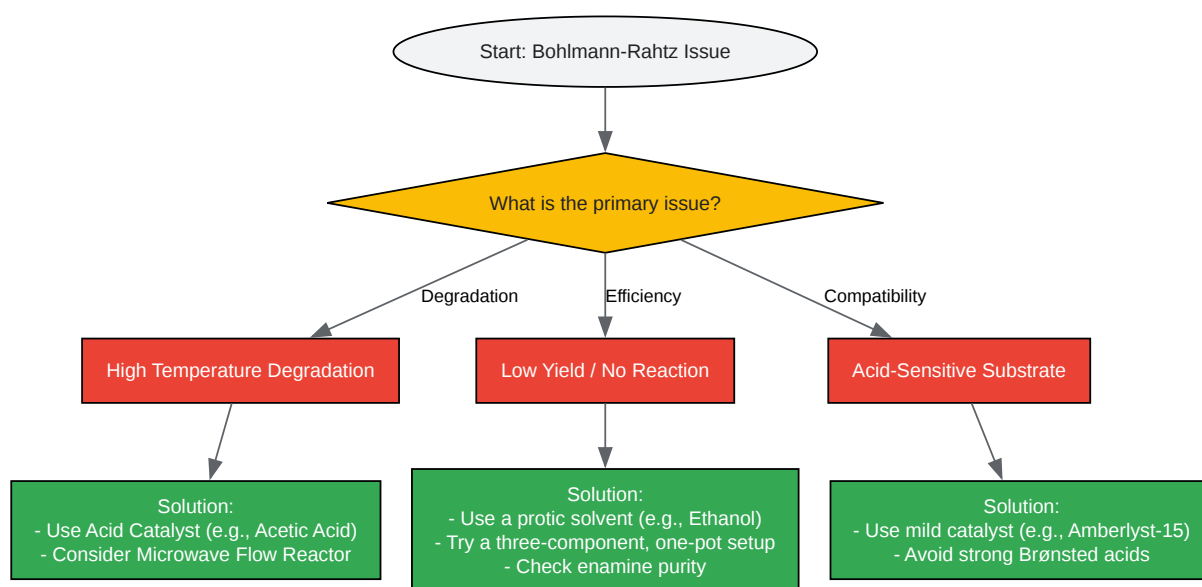 Start: Bohlmann-Rahtz Issue
What is the primary issue?
Degradation
Efficiency
Compatibility
High Temperature Degradation
Low Yield / No Reaction
Acid-Sensitive Substrate
Solution:
- Use Acid Catalyst (e.g., Acetic Acid)
- Consider Microwave Flow Reactor
Solution:
- Use a protic solvent (e.g., Ethanol)
- Try a three-component, one-pot setup
- Check enamine purity
Solution:
- Use mild catalyst (e.g., Amberlyst-15)
- Avoid strong Brønsted acids